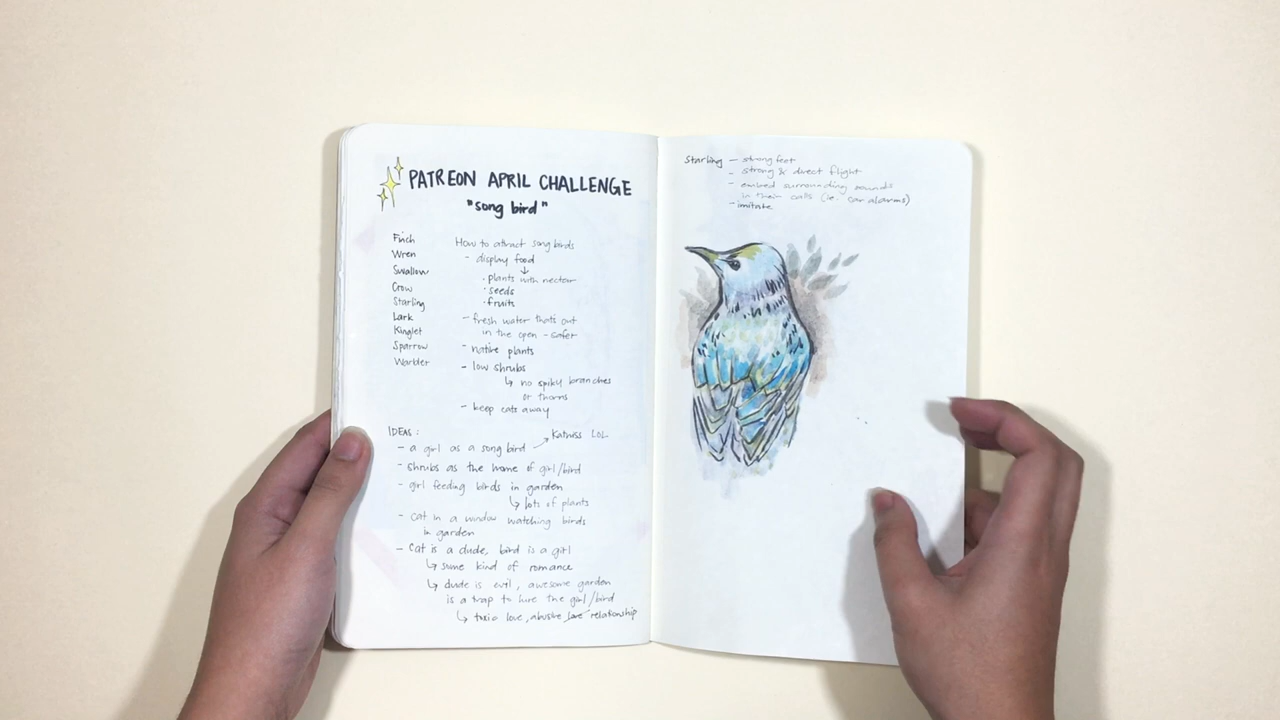 PATREON APRIL CHALLENGE
"song bird"
Finch
Wren
Swallow
Crow
Starling
Lark
Kinglet
Sparrow
Warbler
How to attract song birds
- display food
↓
· plants with nectar
· seeds
· fruits
- fresh water thats out
in the open - safer
- native plants
- low shrubs
↳ no spiky branches
or thorns
- keep cats away
IDEAS:
- a girl as a song bird → Katniss LOL
- shrubs as the home of girl/bird
- girl feeding birds in garden
↳ lots of plants
- cat in a window watching birds
in garden
- cat is a dude, bird is a girl
↳ some kind of romance
↳ dude is evil, awesome garden
is a trap to lure the girl/bird
↳ toxic love, abusive love relationship
Starling - strong feet
- strong & direct flight
- embed surrounding sounds
in their calls (ie. car alarms)
- imitate